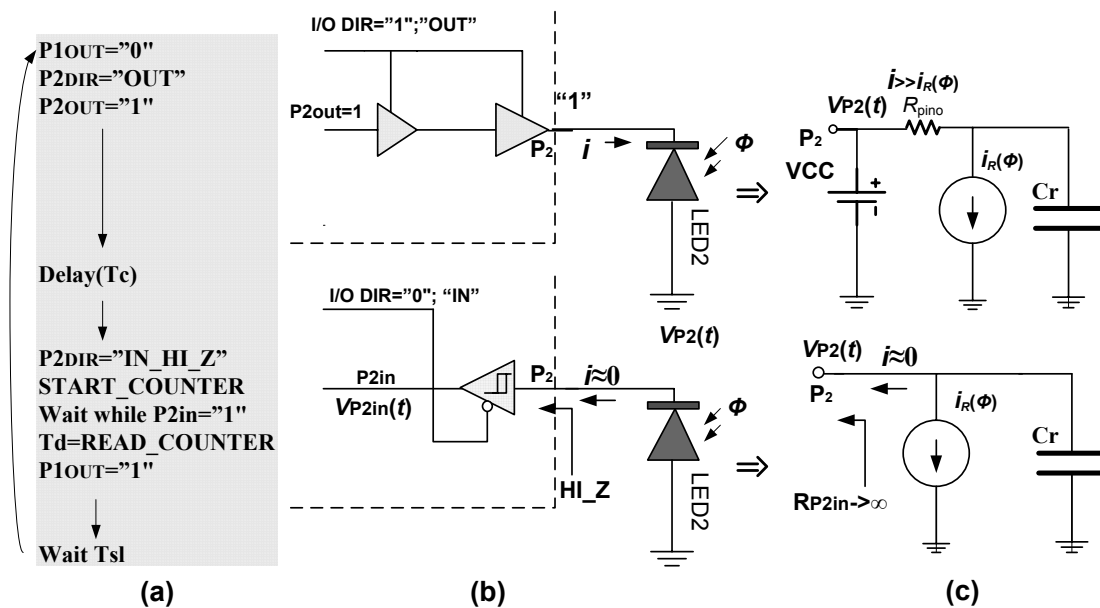 P1OUT="0"
P2DIR="OUT"
P2OUT="1"
Delay(Tc)
P2DIR="IN_HI_Z"
START_COUNTER
Wait while P2in="1"
Td=READ_COUNTER
P1OUT="1"
Wait Tsl
(a)
I/O DIR="1";"OUT"
P2out=1
"1"
P2
i
Φ
LED2
⇒
I/O DIR="0"; "IN"
P2in
VP2in(t)
P2
i≈0
HI_Z
VP2(t)
Φ
LED2
⇒
(b)
i>>iR(Φ)
VP2(t)
Rpino
P2
VCC
+
iR(Φ)
Cr
VP2(t)
i≈0
P2
iR(Φ)
Cr
RP2in->∞
(c)